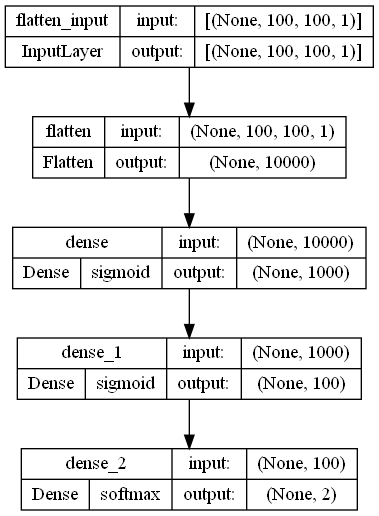 flatten_input input: [(None, 100, 100, 1)]
InputLayer output: [(None, 100, 100, 1)]
flatten input: (None, 100, 100, 1)
Flatten output: (None, 10000)
dense input: (None, 10000)
Dense sigmoid output: (None, 1000)
dense_1 input: (None, 1000)
Dense sigmoid output: (None, 100)
dense_2 input: (None, 100)
Dense softmax output: (None, 2)